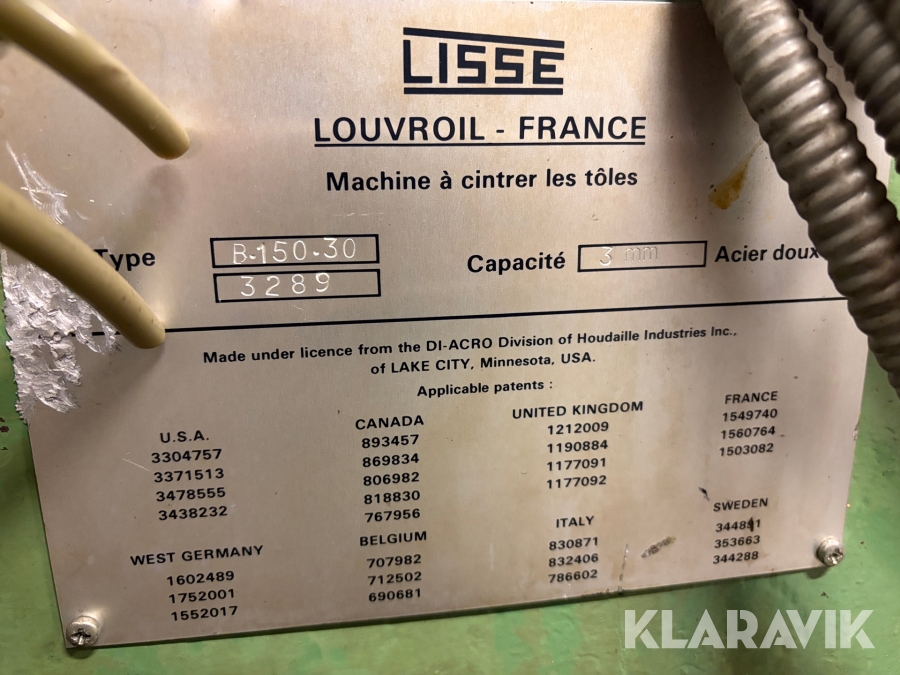 LISSE
LOUVROIL - FRANCE
Machine à cintrer les tôles
Type B-150-30
3289
Capacité 3 mm Acier doux
Made under licence from the DI-ACRO Division of Houdaille Industries Inc.,
of LAKE CITY, Minnesota, USA.
Applicable patents :
U.S.A.
3304757
3371513
3478555
3438232
CANADA
893457
869834
806982
818830
767956
UNITED KINGDOM
1212009
1190884
1177091
1177092
FRANCE
1549740
1560764
1503082
WEST GERMANY
1602489
1752001
1552017
BELGIUM
707982
712502
690681
ITALY
830871
832406
786602
SWEDEN
353663
344288
KLARAVIK